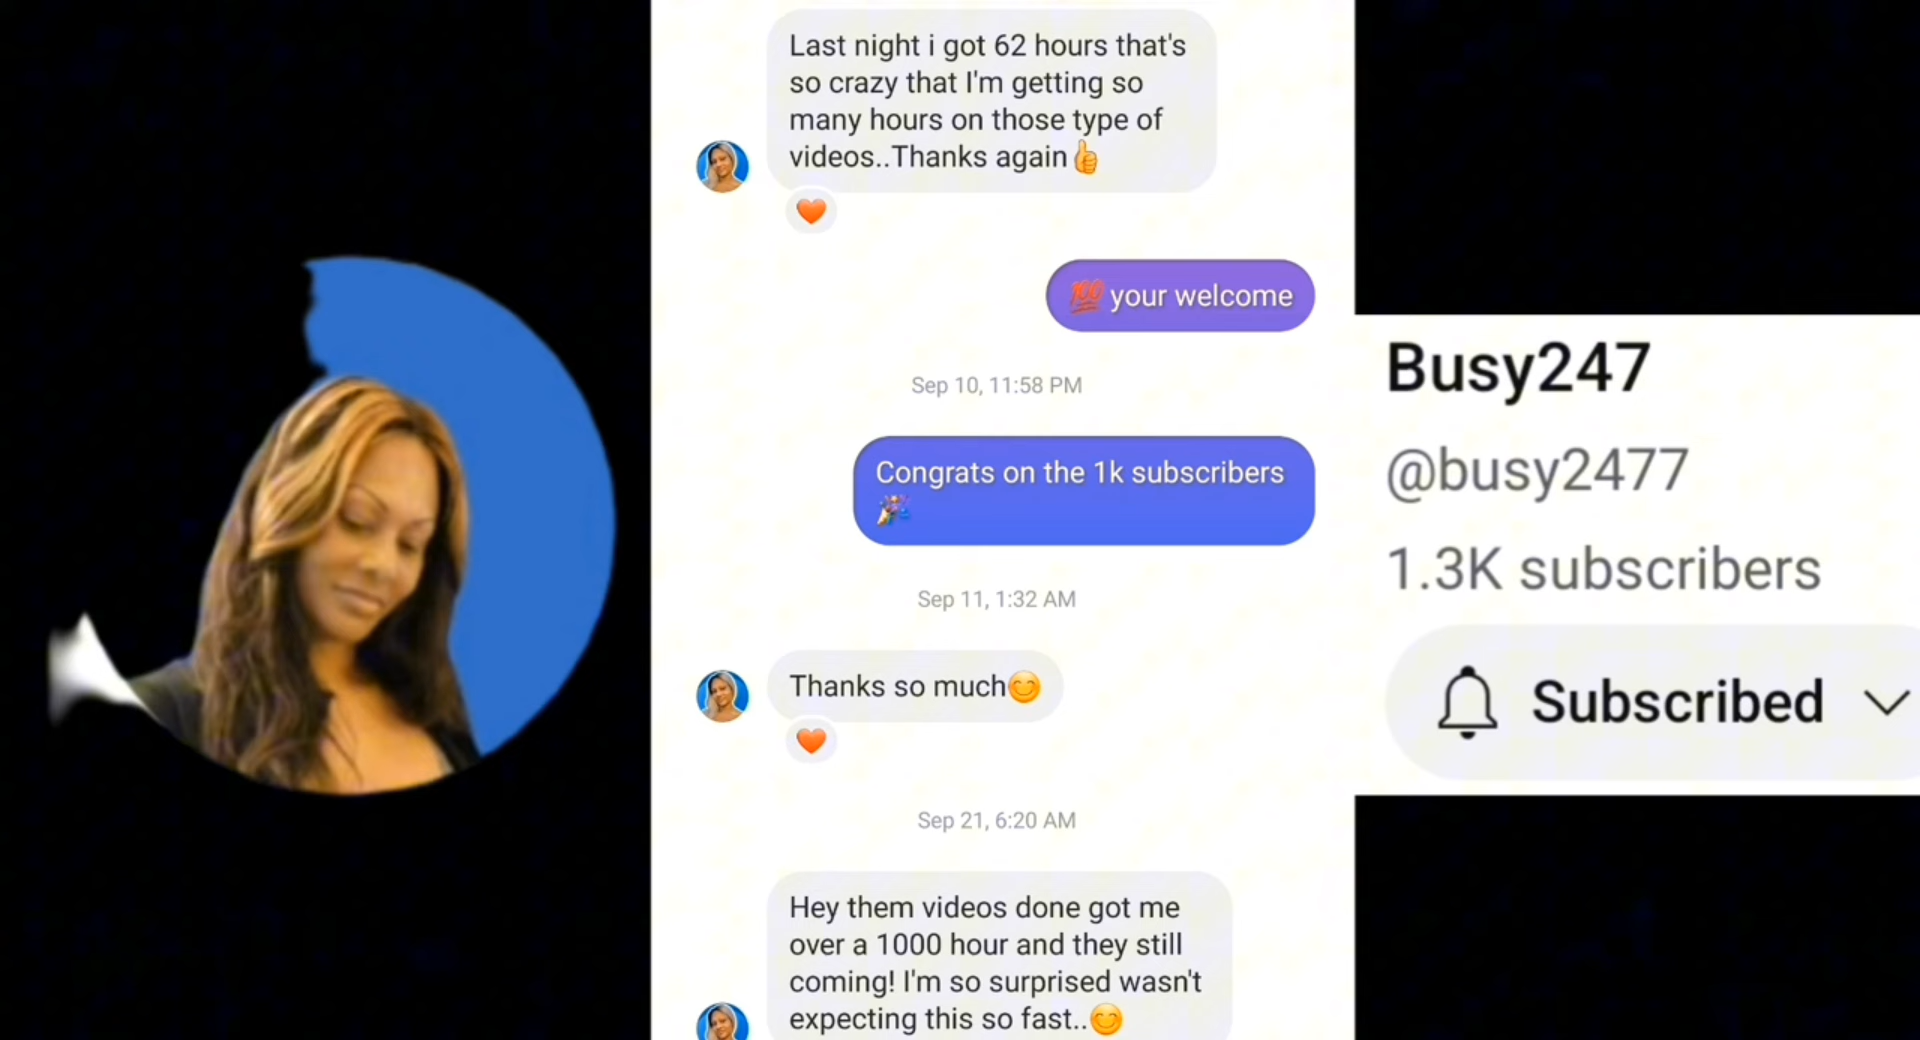 Last night i got 62 hours that's
so crazy that I'm getting so
many hours on those type of
videos..Thanks again👍
🧡
💯 your welcome
Sep 10, 11:58 PM
Congrats on the 1k subscribers
🎉
Sep 11, 1:32 AM
Thanks so much😊
🧡
Sep 21, 6:20 AM
Hey them videos done got me
over a 1000 hour and they still
coming! I'm so surprised wasn't
expecting this so fast..😊
Busy247
@busy2477
1.3K subscribers
Subscribed